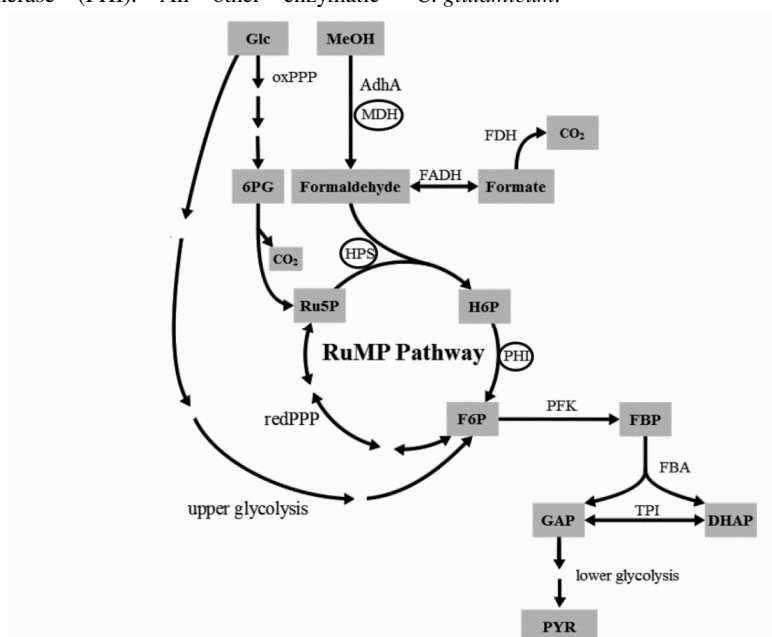 (PHI). All other enzymatic C. glutamicum.
Glc MeOH
oxPPP AdhA
MDH
FDH CO2
6PG Formaldehyde FADH Formate
CO2 HPS
Ru5P H6P
RuMP Pathway PHI
redPPP F6P PFK FBP
FBA
upper glycolysis GAP TPI DHAP
lower glycolysis
PYR